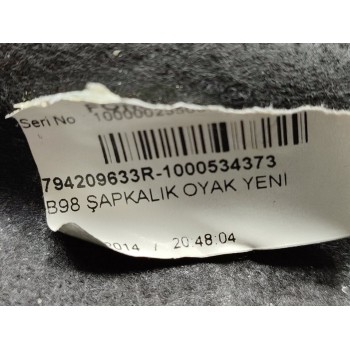 Seri No
794209633R-1000534373
B98 ŞAPKALIK OYAK YENI
2014 / 20:48:04